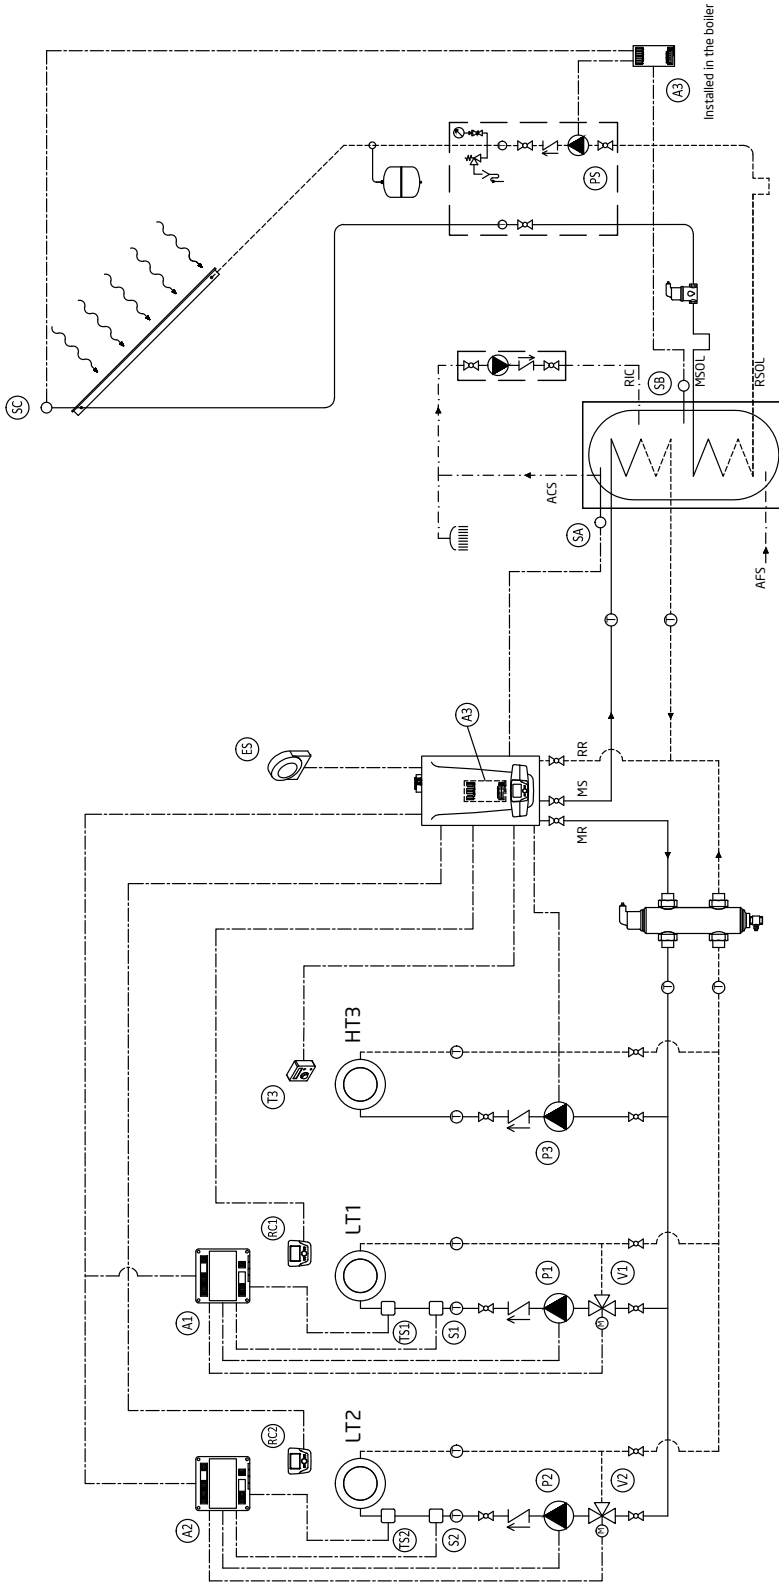 SC
A3
Installed in the boiler
PS
RIC
SB
MSOL
RSOL
ACS
SA
AFS
T
T
ES
A3
RR
MS
MR
T
T
T3
HT3
T
T
P3
A1
RC1
LT1
TS1
S1
T
T
P1
V1
M
A2
RC2
LT2
TS2
S2
T
T
P2
V2
M